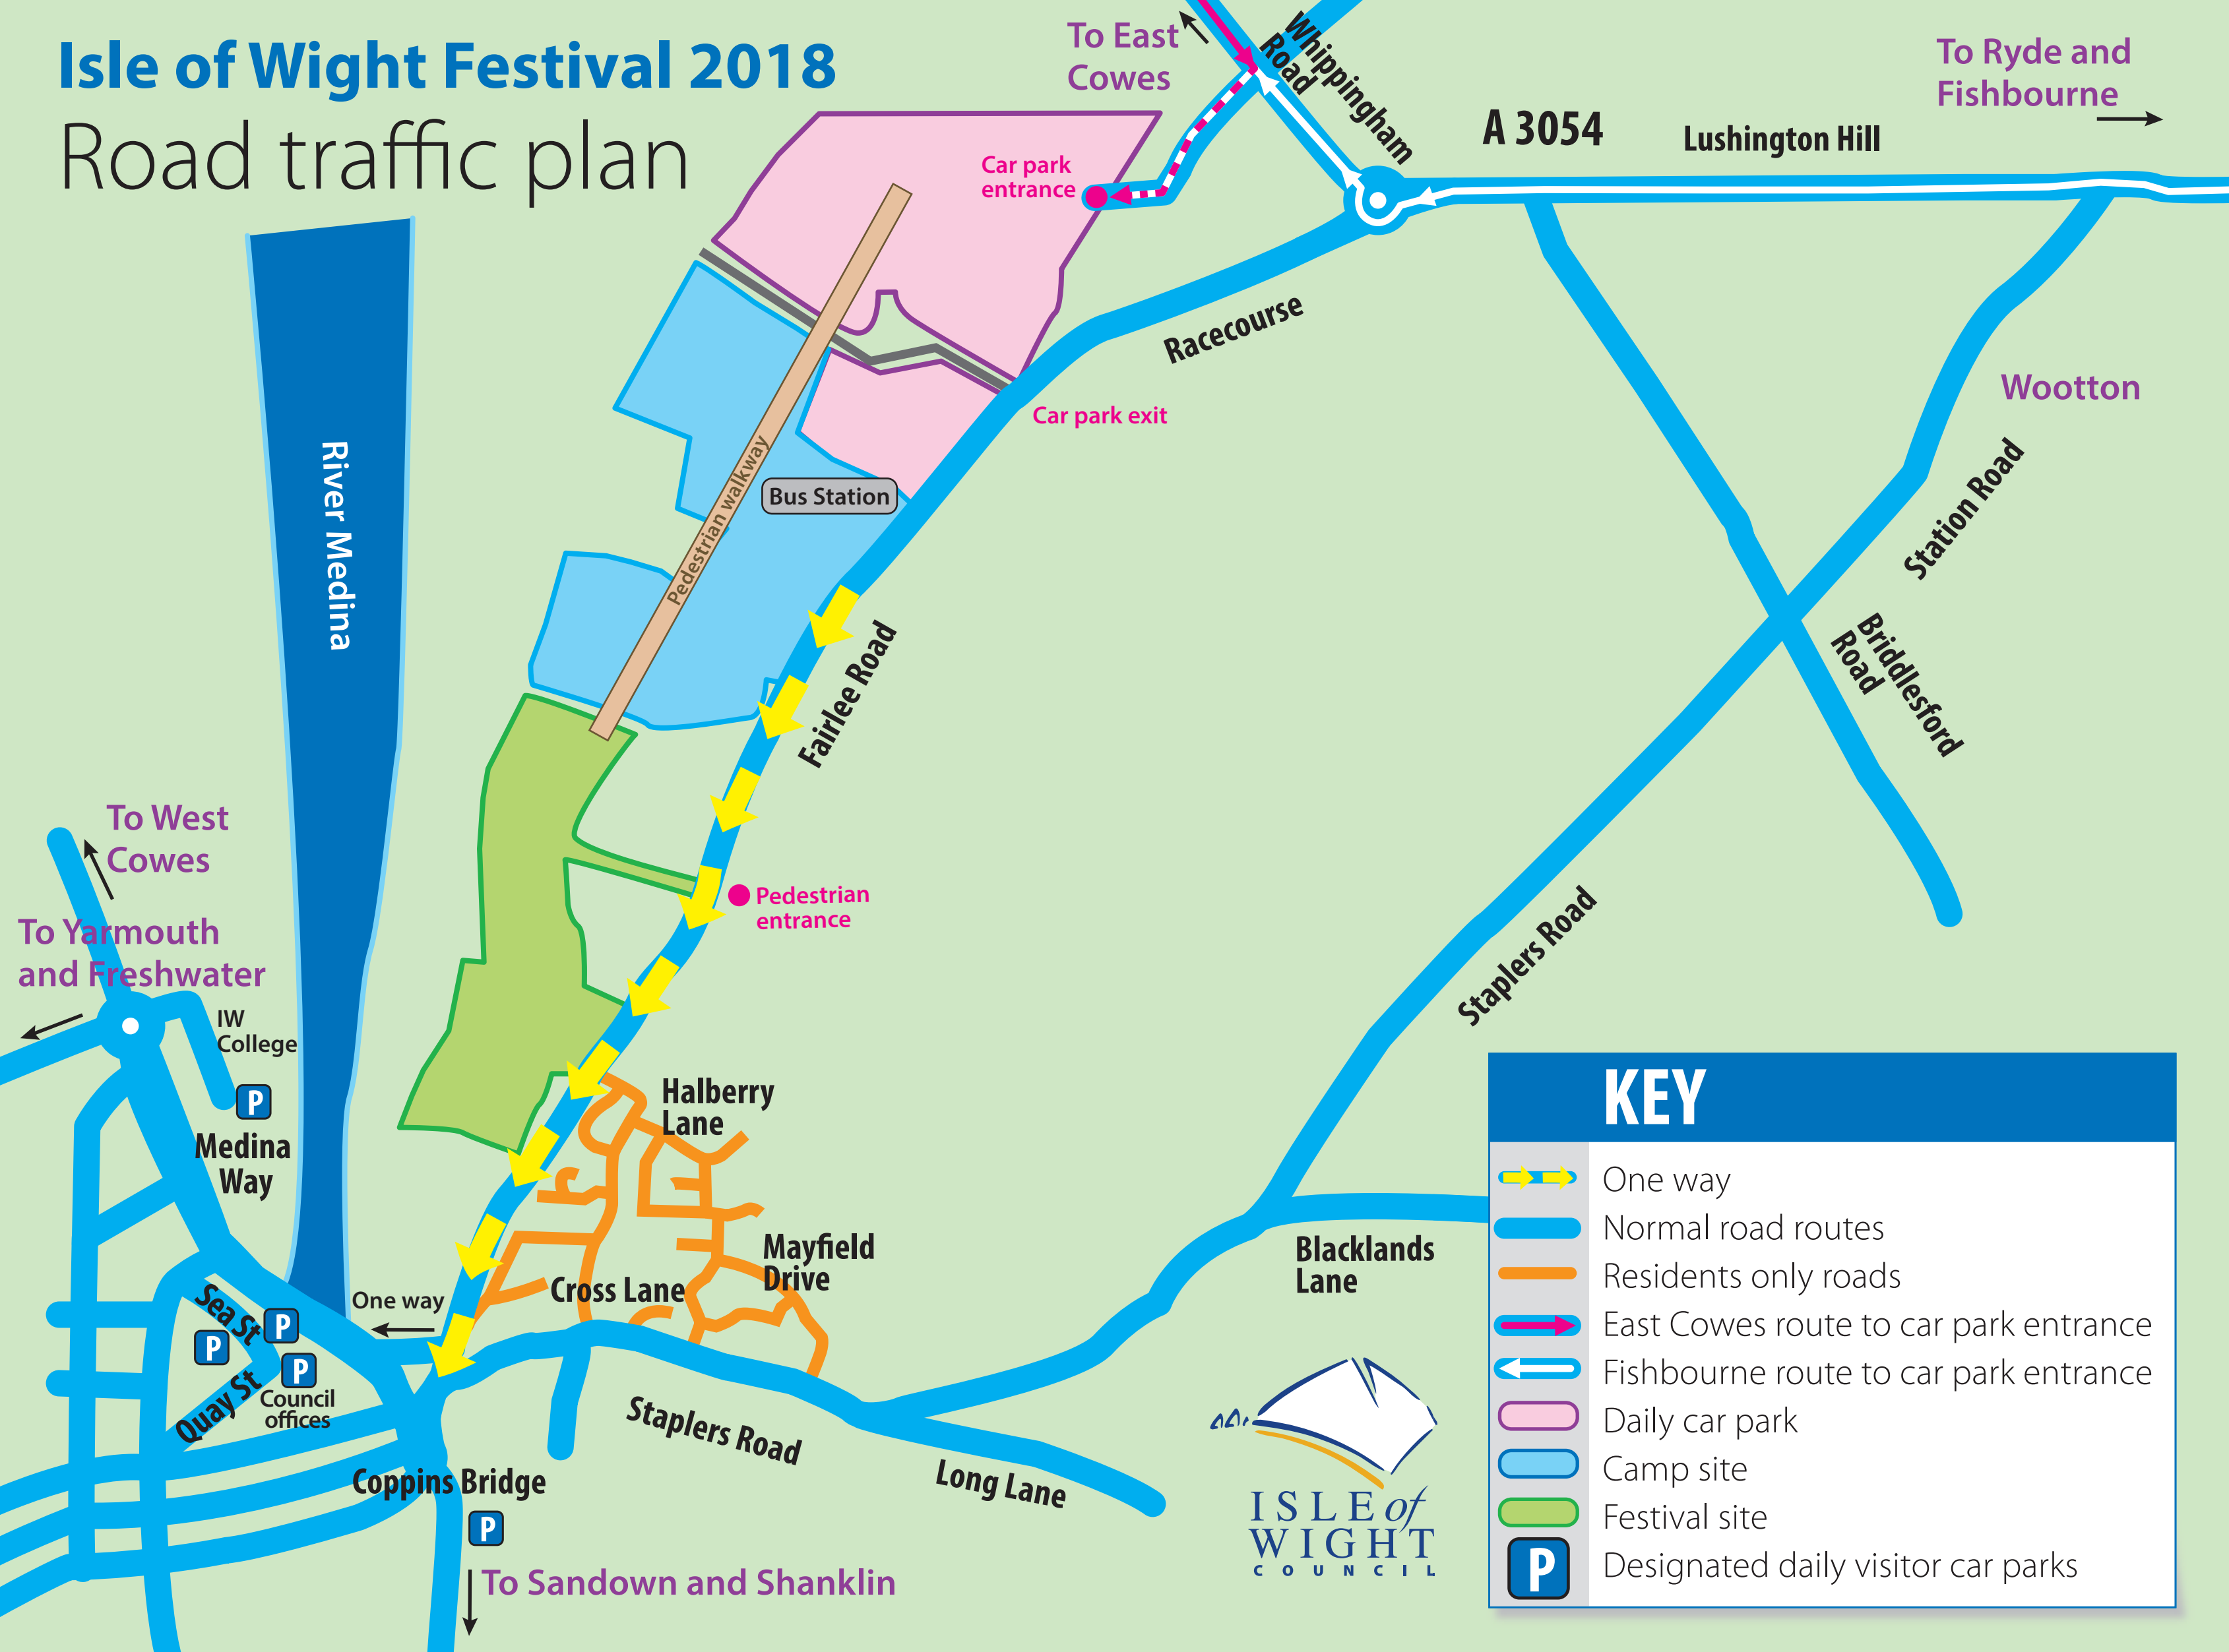 Isle of Wight Festival 2018
Road traffic plan
To East
Cowes
Whippingham
Road
A 3054
Lushington Hill
To Ryde and
Fishbourne
Car park
entrance
Racecourse
Car park exit
Wootton
Station Road
Briddlesford
Road
River Medina
Pedestrian walkway
Bus Station
Fairlee Road
Pedestrian
entrance
To West
Cowes
To Yarmouth
and Freshwater
IW
College
P
Medina
Way
Halberry
Lane
Mayfield
Drive
Cross Lane
One way
Sea St
P
P
P
Quay St
Council
offices
Coppins Bridge
P
To Sandown and Shanklin
Staplers Road
Long Lane
Staplers Road
Blacklands
Lane
ISLE of
WIGHT
COUNCIL
KEY
One way
Normal road routes
Residents only roads
East Cowes route to car park entrance
Fishbourne route to car park entrance
Daily car park
Camp site
Festival site
P Designated daily visitor car parks